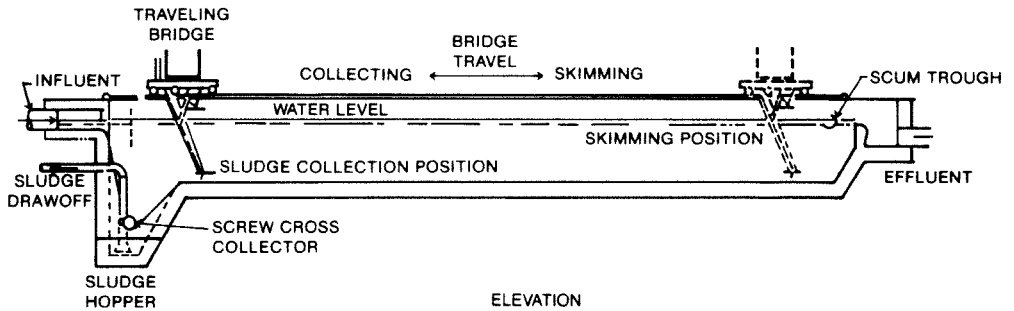 TRAVELING
BRIDGE
BRIDGE
TRAVEL
INFLUENT
COLLECTING
SKIMMING
SCUM TROUGH
WATER LEVEL
SKIMMING POSITION
SLUDGE COLLECTION POSITION
SLUDGE
DRAWOFF
EFFLUENT
SCREW CROSS
COLLECTOR
SLUDGE
HOPPER
ELEVATION